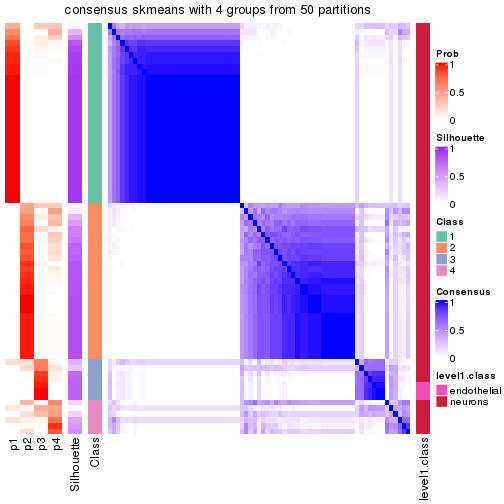 consensus skmeans with 4 groups from 50 partitions
Prob
1
0.5
0
Silhouette
1
0.5
0
Class
1
2
3
4
Consensus
1
0.5
0
level1.class
endothelial
neurons
p1
p2
p3
p4
Silhouette
Class
level1.class